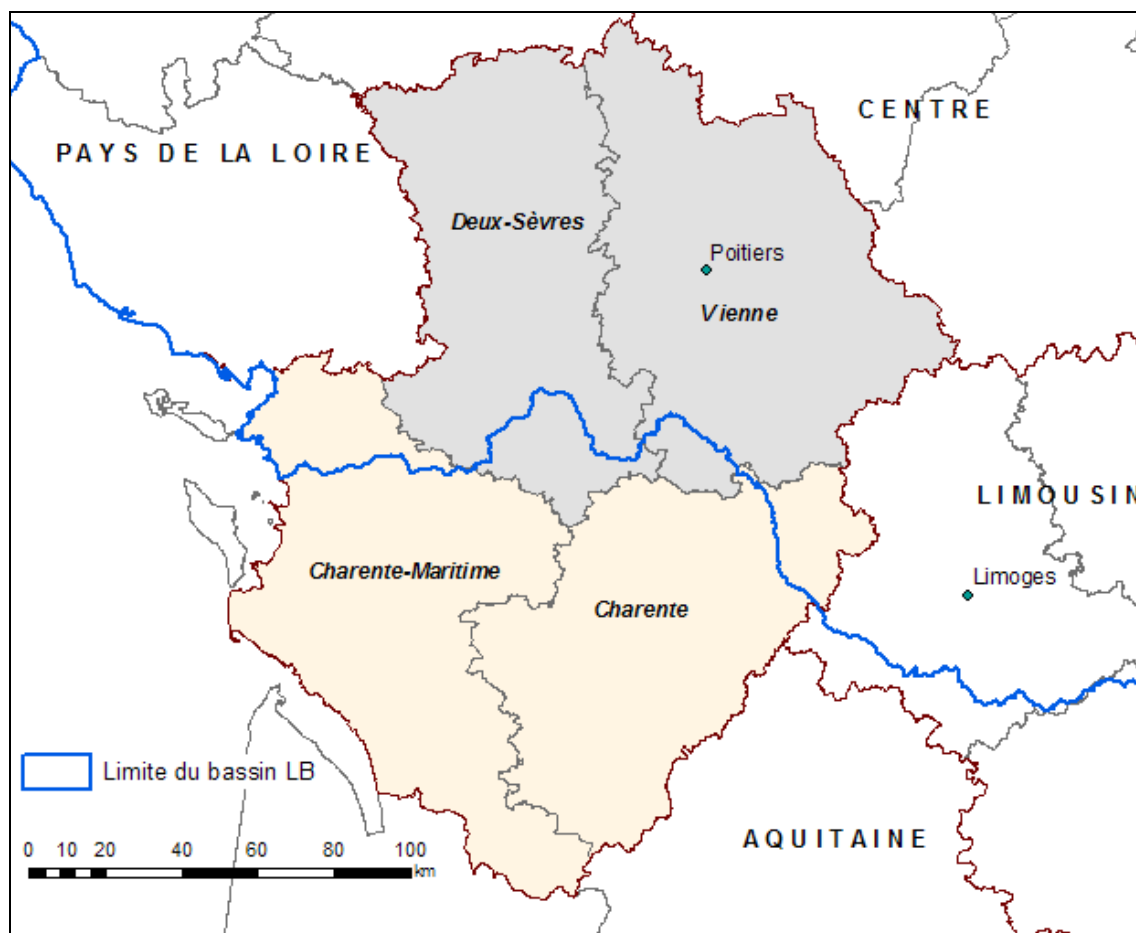 CENTRE
PAYS DE LA LOIRE
Deux-Sèvres
Poitiers
Vienne
LIMOUSIN
Charente-Maritime
Limoges
Charente
Limite du bassin LB
AQUITAINE
0 10 20 40 60 80 100
km